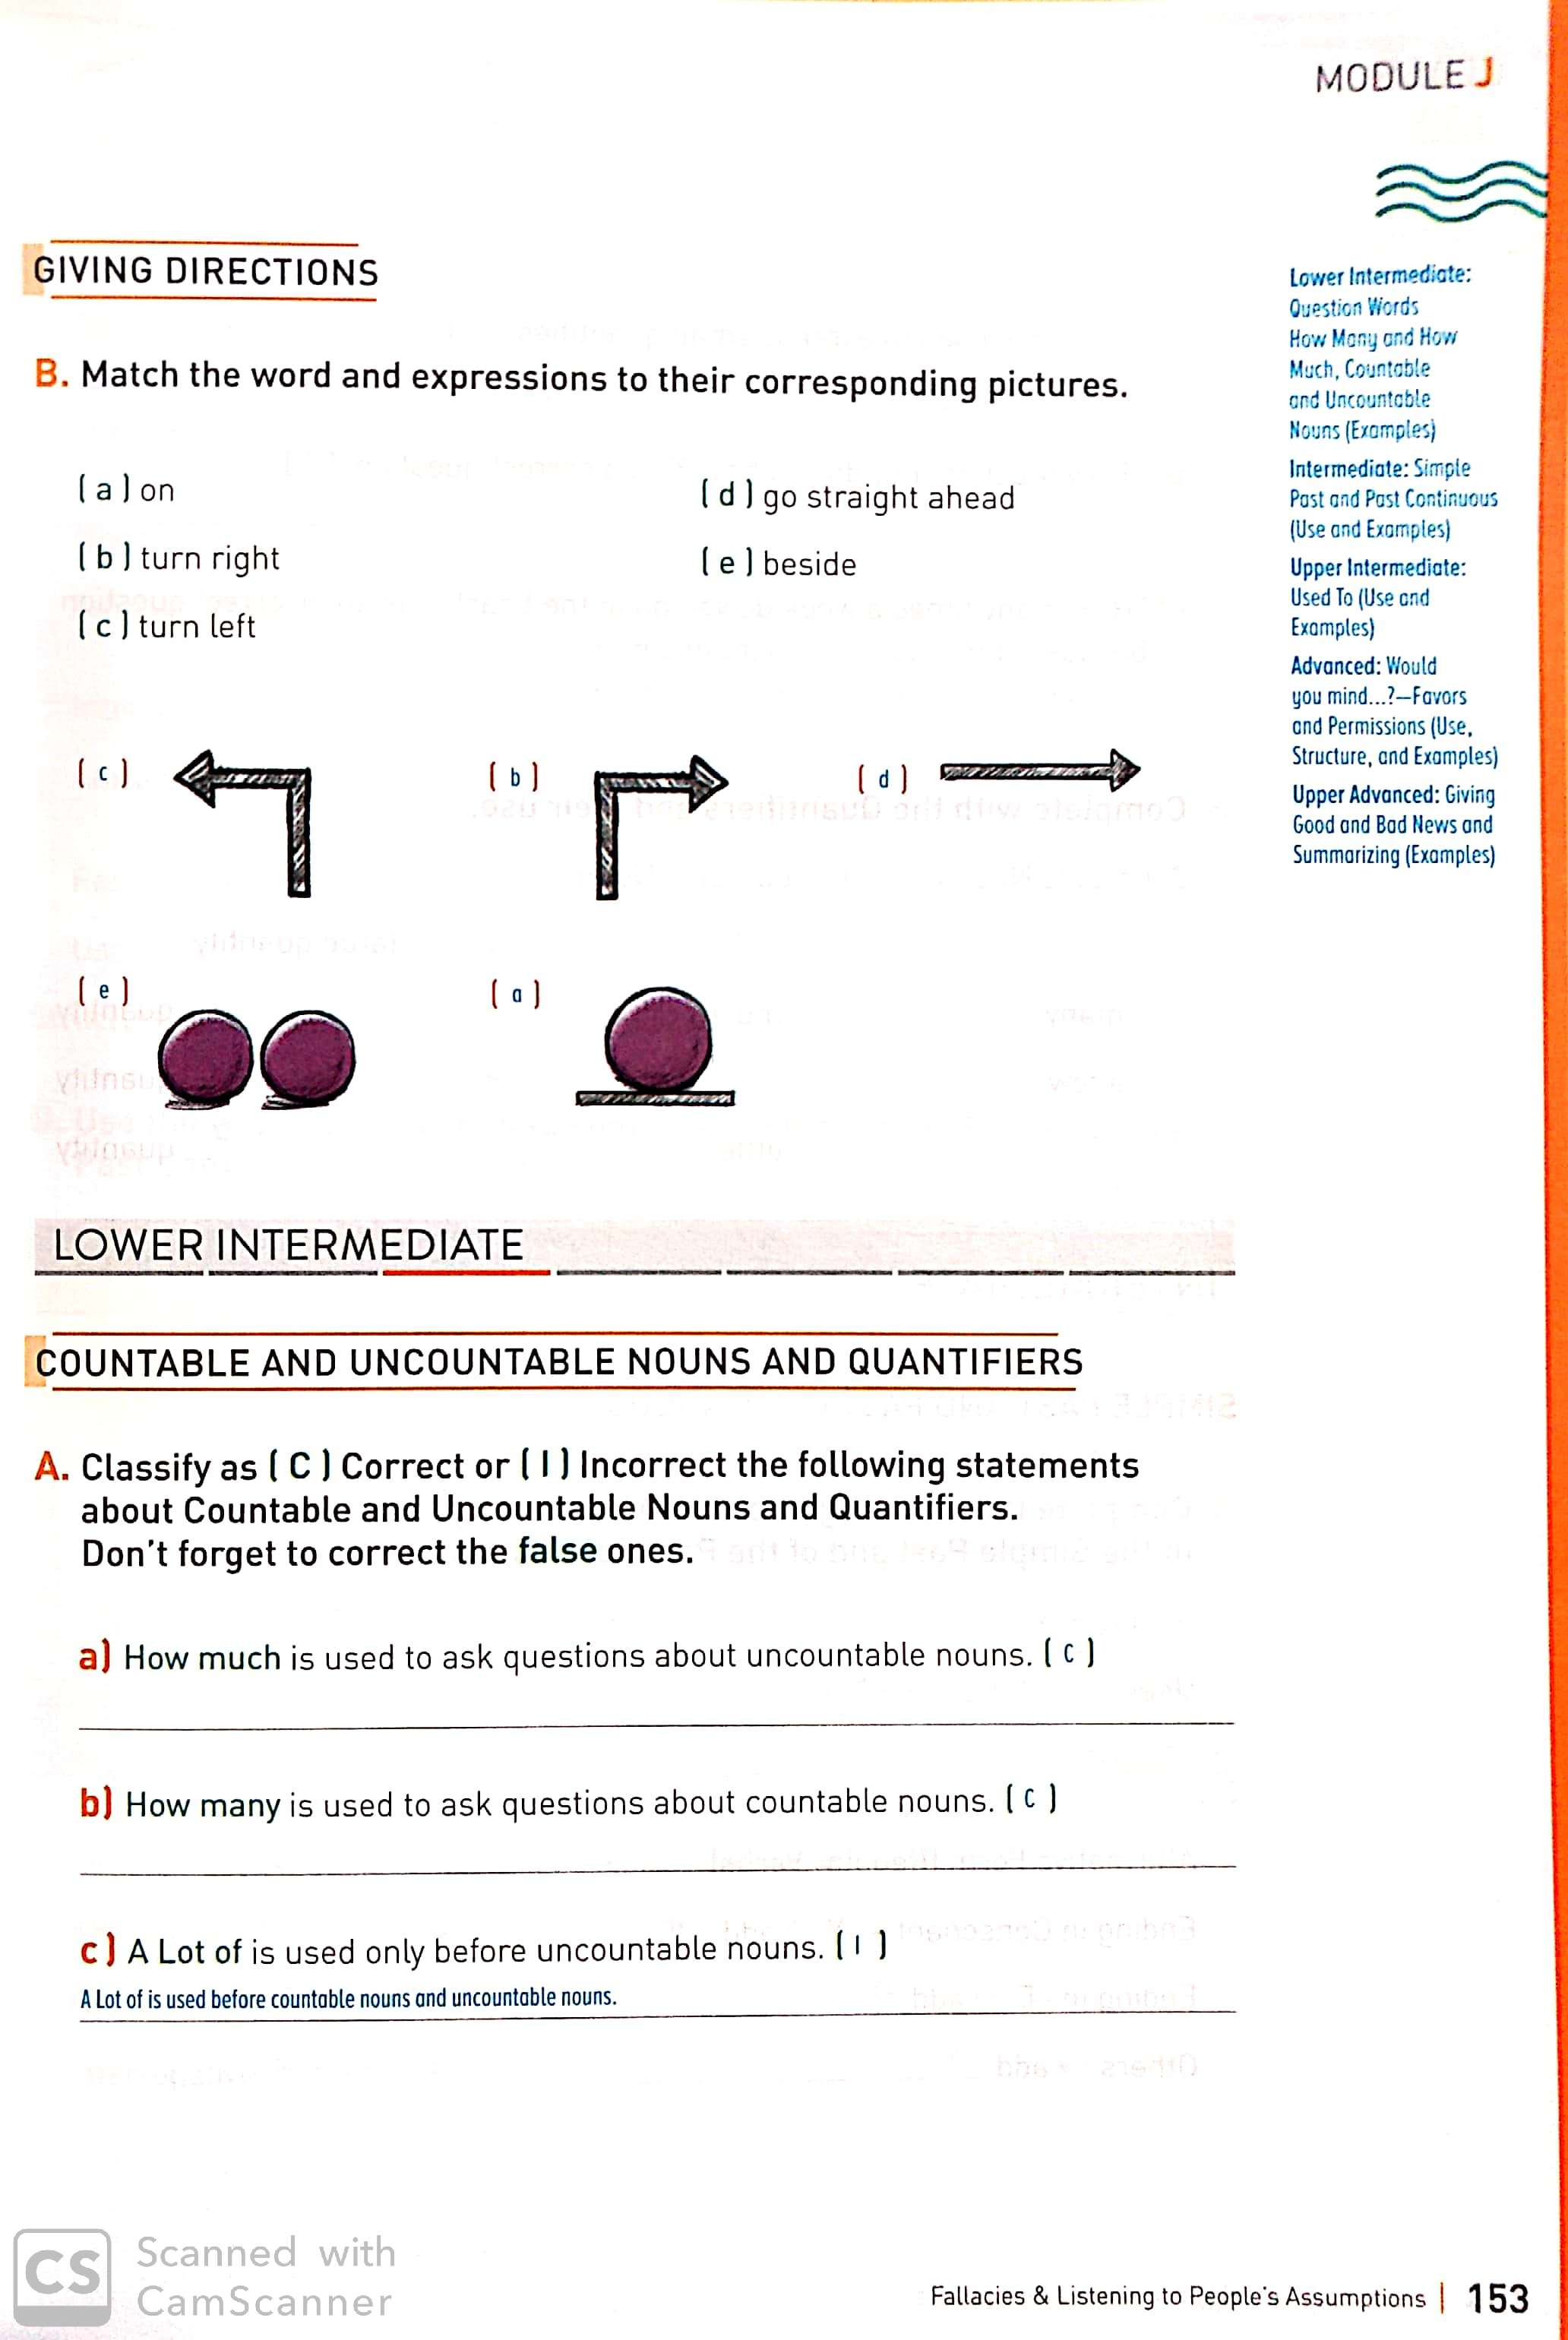 MODULE J
GIVING DIRECTIONS
B. Match the word and expressions to their corresponding pictures.
( a ) on
( b ) turn right
( c ) turn left
( d ) go straight ahead
( e ) beside
( c )
( b )
( d )
( e )
( a )
LOWER INTERMEDIATE
COUNTABLE AND UNCOUNTABLE NOUNS AND QUANTIFIERS
A. Classify as ( C ) Correct or ( I ) Incorrect the following statements
about Countable and Uncountable Nouns and Quantifiers.
Don't forget to correct the false ones.
a) How much is used to ask questions about uncountable nouns. ( C )
b) How many is used to ask questions about countable nouns. ( C )
c) A Lot of is used only before uncountable nouns. ( I )
A Lot of is used before countable nouns and uncountable nouns.
Lower Intermediate:
Question Words
How Many and How
Much, Countable
and Uncountable
Nouns (Examples)
Intermediate: Simple
Past and Past Continuous
(Use and Examples)
Upper Intermediate:
Used To (Use and
Examples)
Advanced: Would
you mind...?—Favors
and Permissions (Use,
Structure, and Examples)
Upper Advanced: Giving
Good and Bad News and
Summarizing (Examples)
CS
Scanned with
CamScanner
Fallacies & Listening to People's Assumptions | 153